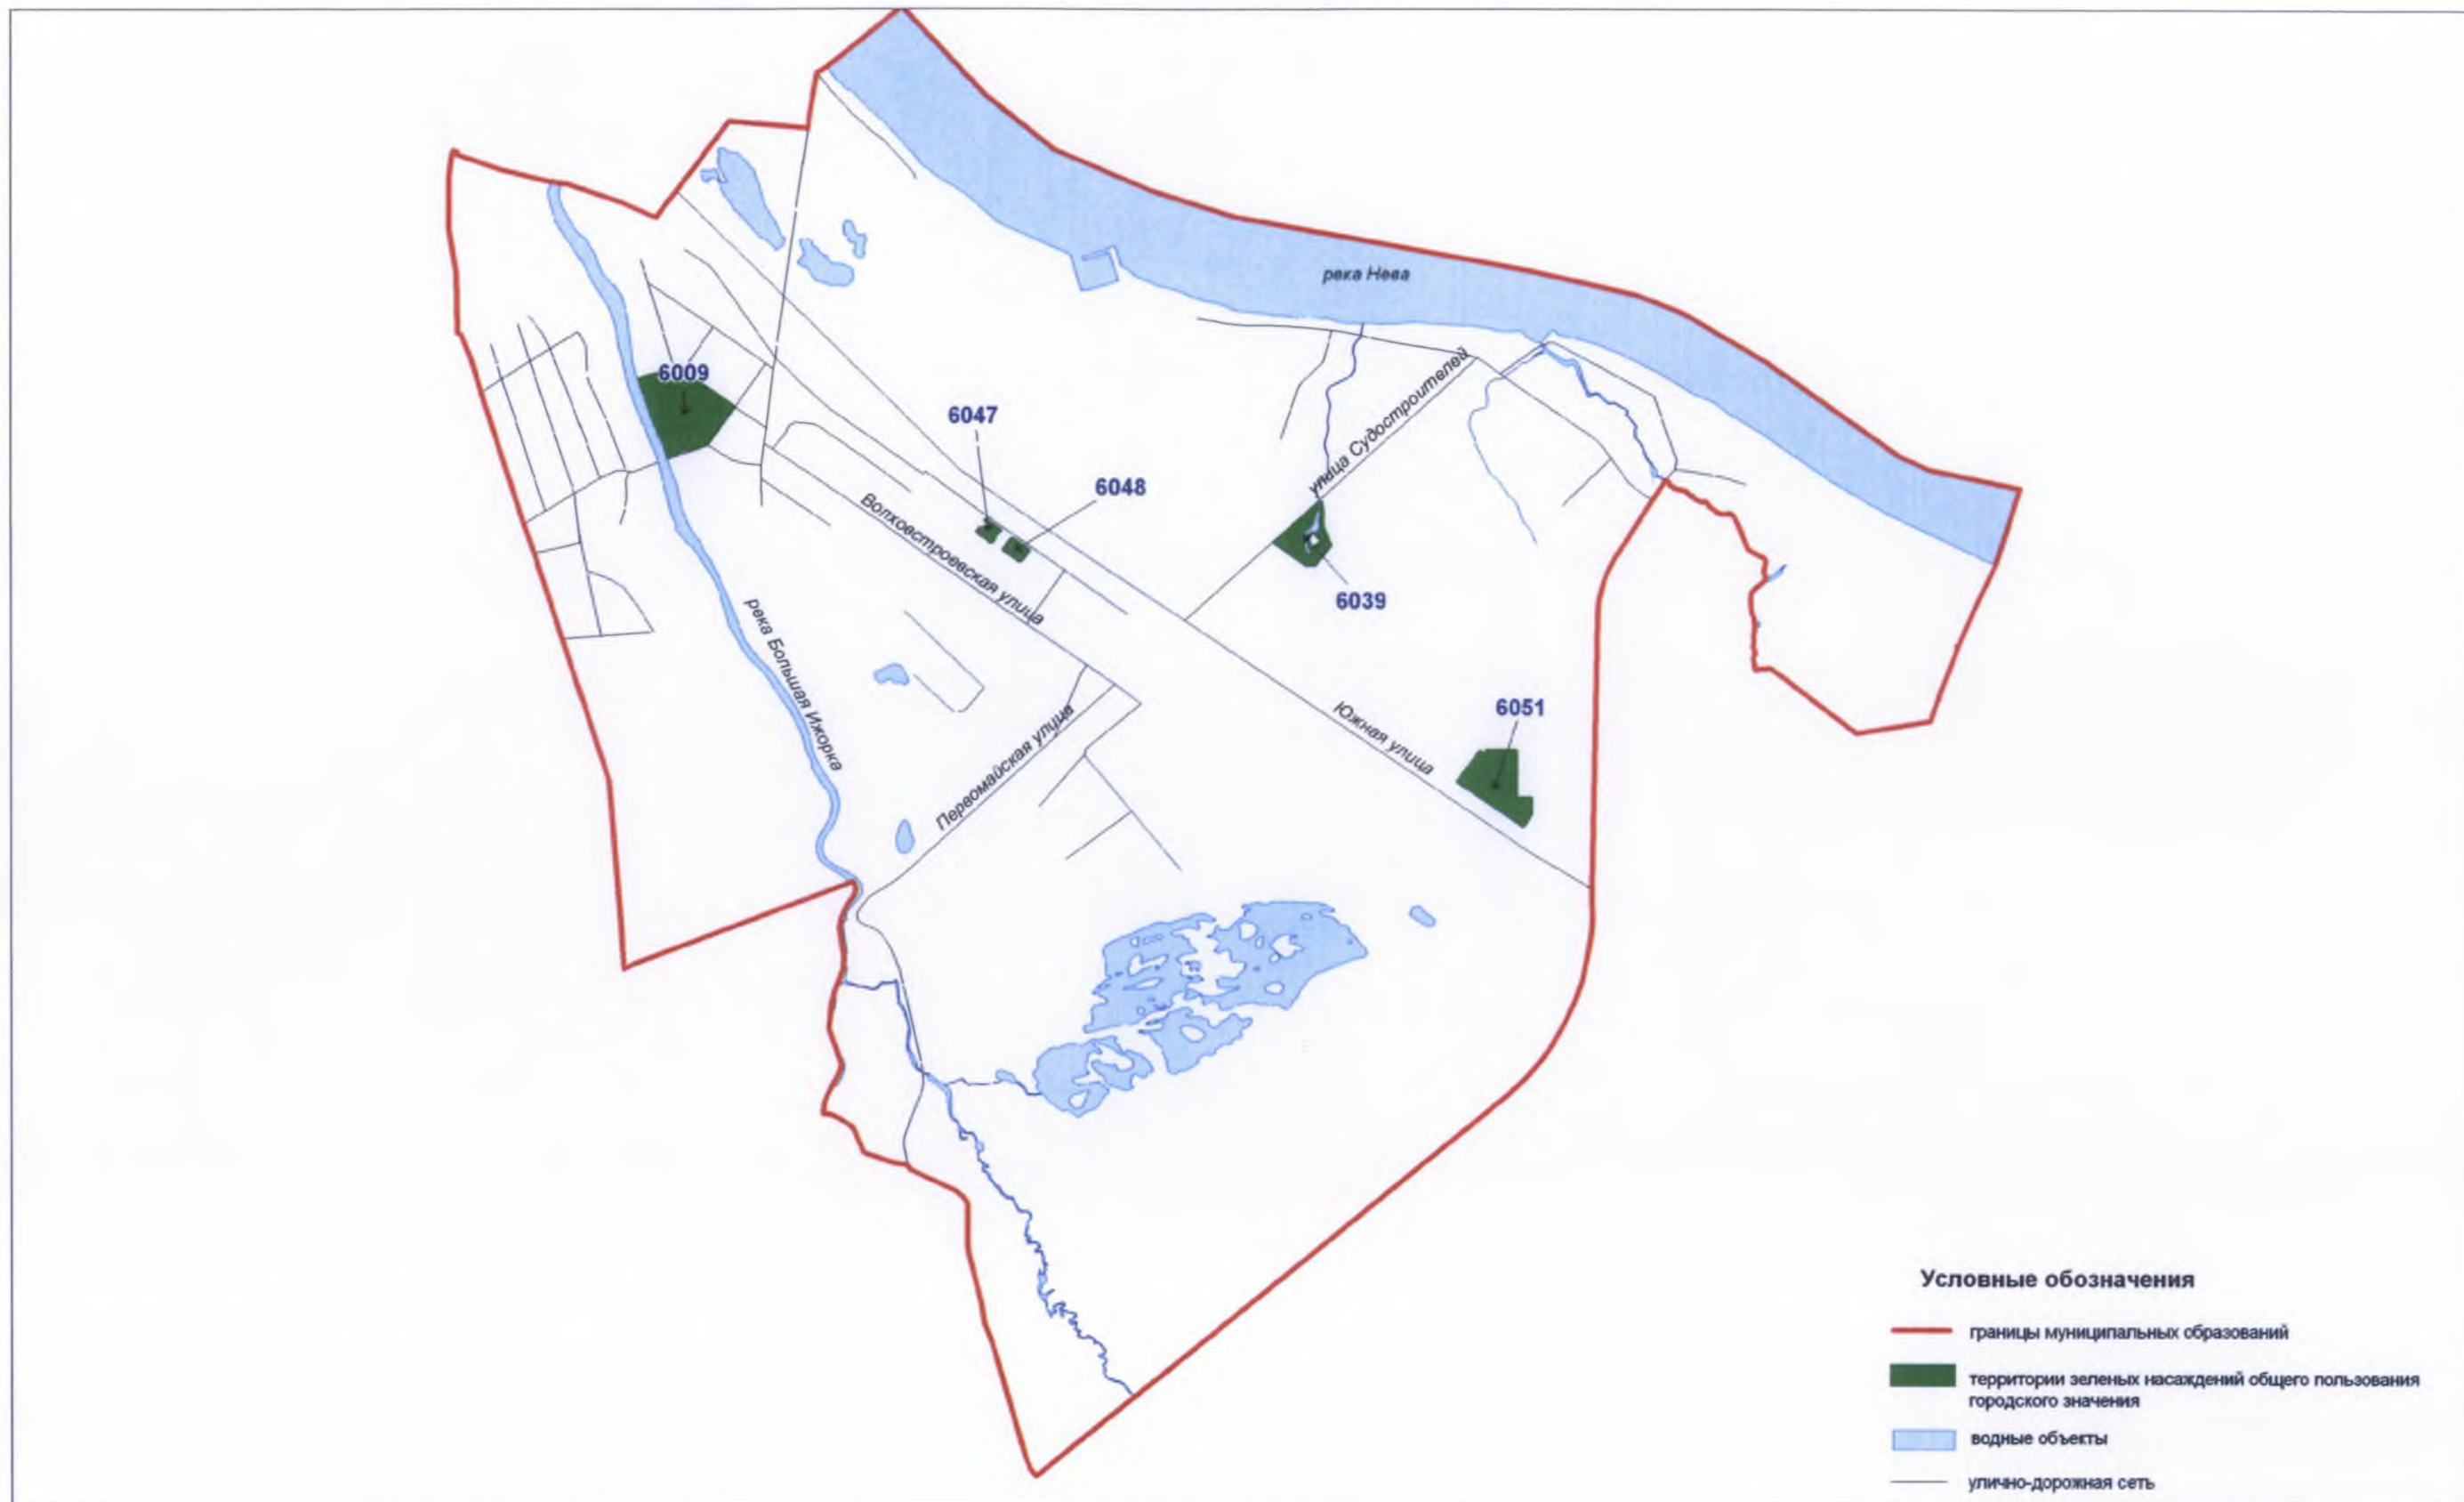 река Нева
6009
улица Судостроителей
6047
6048
Волховстроевская улица
6039
река Большая Ижорка
6051
Южная улица
Первомайская улица
Условные обозначения
границы муниципальных образований
территории зеленых насаждений общего пользования
городского значения
водные объекты
улично-дорожная сеть